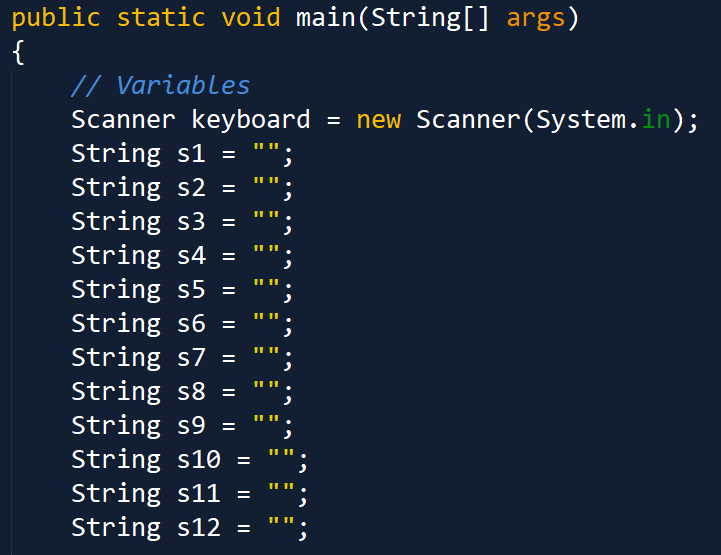 public static void main(String[] args)
{
// Variables
Scanner keyboard = new Scanner(System.in);
String s1 = "";
String s2 = "";
String s3 = "";
String s4 = "";
String s5 = "";
String s6 = "";
String s7 = "";
String s8 = "";
String s9 = "";
String s10 = "";
String s11 = "";
String s12 = "";